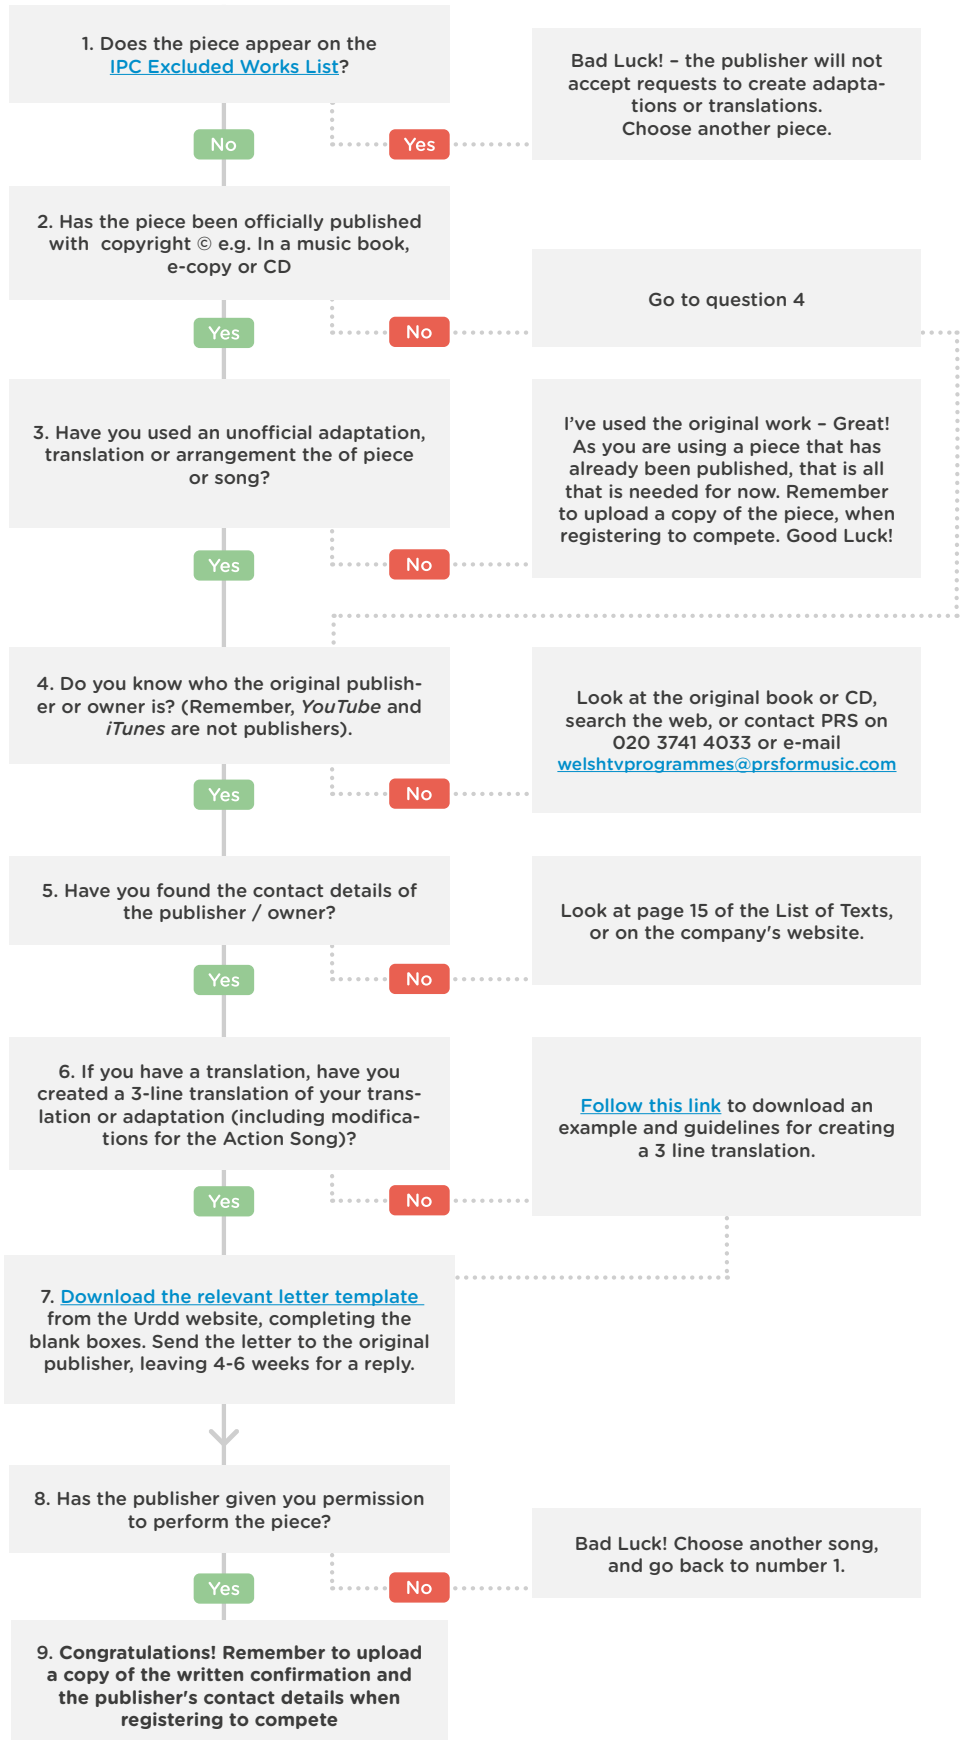 1. Does the piece appear on the
IPC Excluded Works List?
Bad Luck! – the publisher will not
accept requests to create adapta-
tions or translations.
Choose another piece.
No
Yes
2. Has the piece been officially published
with copyright © e.g. In a music book,
e-copy or CD
Go to question 4
Yes
No
3. Have you used an unofficial adaptation,
translation or arrangement the of piece
or song?
I've used the original work – Great!
As you are using a piece that has
already been published, that is all
that is needed for now. Remember
to upload a copy of the piece, when
registering to compete. Good Luck!
Yes
No
4. Do you know who the original publish-
er or owner is? (Remember, YouTube and
iTunes are not publishers).
Look at the original book or CD,
search the web, or contact PRS on
020 3741 4033 or e-mail
welshtvprogrammes@prsformusic.com
Yes
No
5. Have you found the contact details of
the publisher / owner?
Look at page 15 of the List of Texts,
or on the company's website.
Yes
No
6. If you have a translation, have you
created a 3-line translation of your trans-
lation or adaptation (including modifica-
tions for the Action Song)?
Follow this link to download an
example and guidelines for creating
a 3 line translation.
Yes
No
7. Download the relevant letter template
from the Urdd website, completing the
blank boxes. Send the letter to the original
publisher, leaving 4-6 weeks for a reply.
8. Has the publisher given you permission
to perform the piece?
Bad Luck! Choose another song,
and go back to number 1.
Yes
No
9. Congratulations! Remember to upload
a copy of the written confirmation and
the publisher's contact details when
registering to compete